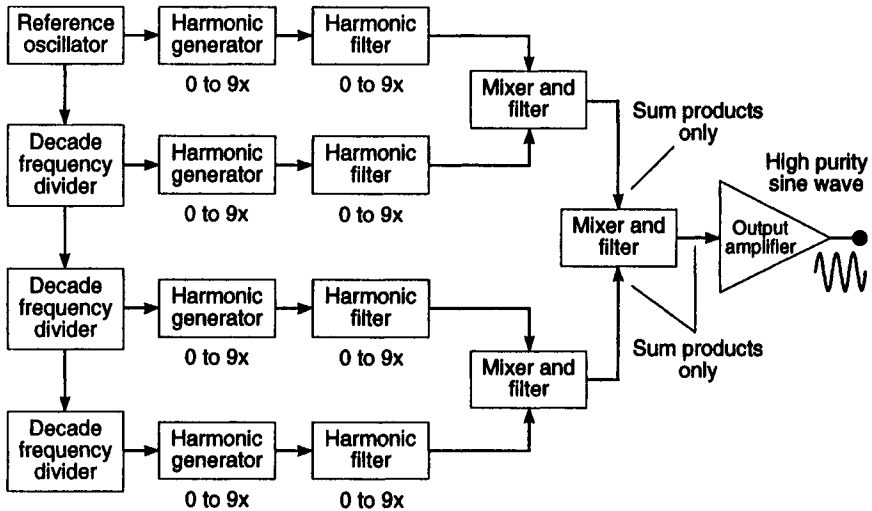 Reference
oscillator
Harmonic
generator
0 to 9x
Harmonic
filter
0 to 9x
Mixer and
filter
Sum products
only
Decade
frequency
divider
Harmonic
generator
0 to 9x
Harmonic
filter
0 to 9x
High purity
sine wave
Mixer and
filter
Output
amplifier
Decade
frequency
divider
Harmonic
generator
0 to 9x
Harmonic
filter
0 to 9x
Mixer and
filter
Sum products
only
Decade
frequency
divider
Harmonic
generator
0 to 9x
Harmonic
filter
0 to 9x